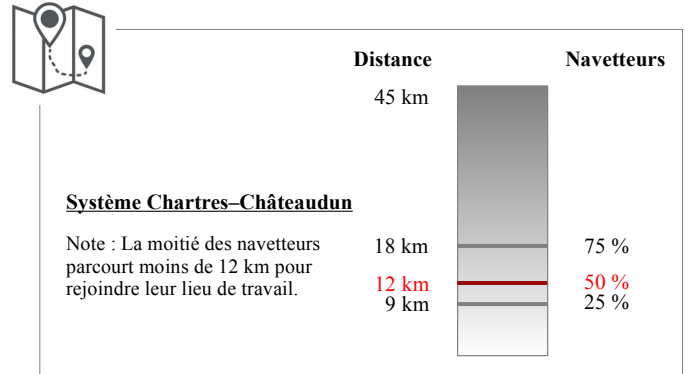 Distance Navetteurs
45 km
Système Chartres–Châteaudun
Note : La moitié des navetteurs
parcourt moins de 12 km pour
rejoindre leur lieu de travail.
18 km 75 %
12 km 50 %
9 km 25 %